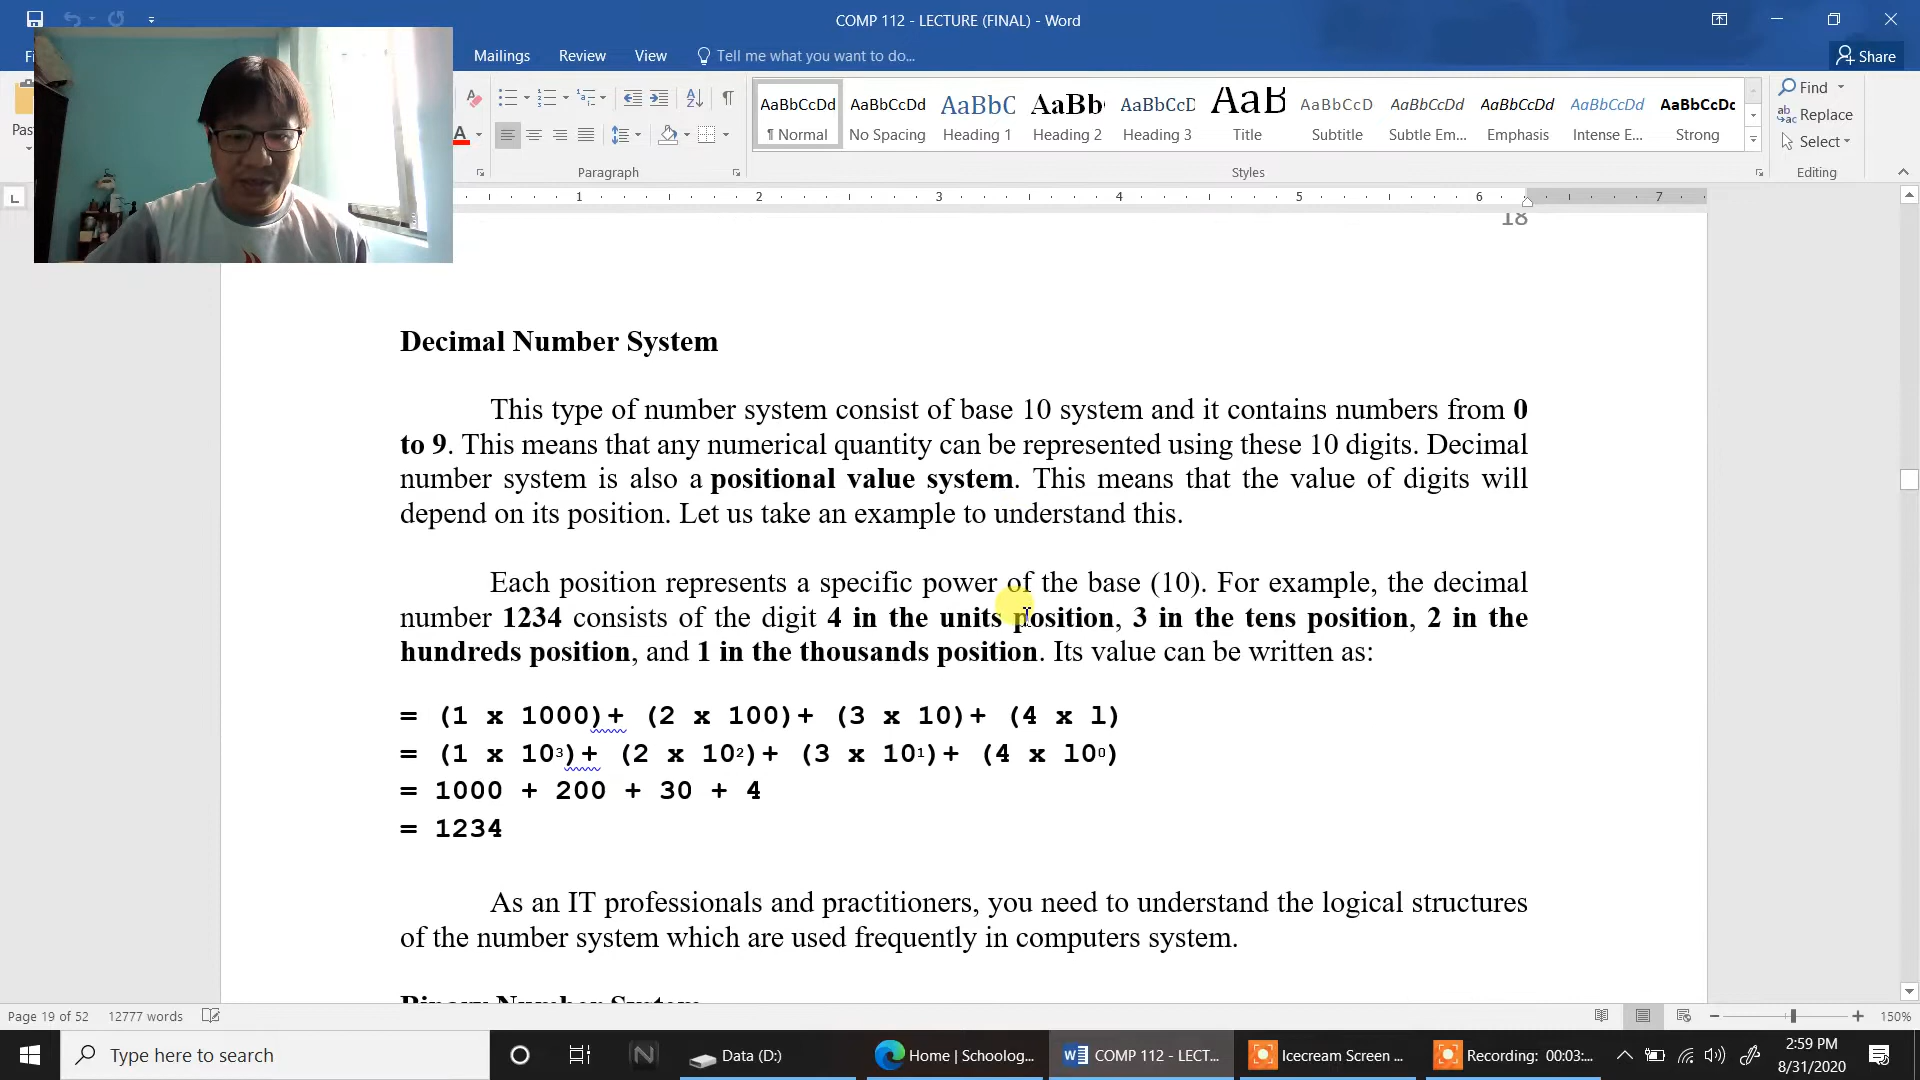 COMP 112 - LECTURE (FINAL) - Word
Mailings Review View Tell me what you want to do... Share
AaBbCcDd AaBbCcDd AaBbC AaBb AaBbCcD AaB AaBbCcD AaBbCcDd AaBbCcDd AaBbCcDd AaBbCcDc
¶ Normal No Spacing Heading 1 Heading 2 Heading 3 Title Subtitle Subtle Em... Emphasis Intense E... Strong
Find
Replace
Select
Paragraph Styles Editing
1 2 3 4 5 6 7
18
Decimal Number System
This type of number system consist of base 10 system and it contains numbers from 0
to 9. This means that any numerical quantity can be represented using these 10 digits. Decimal
number system is also a positional value system. This means that the value of digits will
depend on its position. Let us take an example to understand this.
Each position represents a specific power of the base (10). For example, the decimal
number 1234 consists of the digit 4 in the units position, 3 in the tens position, 2 in the
hundreds position, and 1 in the thousands position. Its value can be written as:
= (1 x 1000)+ (2 x 100)+ (3 x 10)+ (4 x l)
= (1 x 10³)+ (2 x 10²)+ (3 x 10¹)+ (4 x l0⁰)
= 1000 + 200 + 30 + 4
= 1234
As an IT professionals and practitioners, you need to understand the logical structures
of the number system which are used frequently in computers system.
Binary Number System
Page 19 of 52 12777 words 150%
Type here to search Data (D:) Home | Schoolog... COMP 112 - LECT... Icecream Screen ... Recording: 00:03:... 2:59 PM
8/31/2020